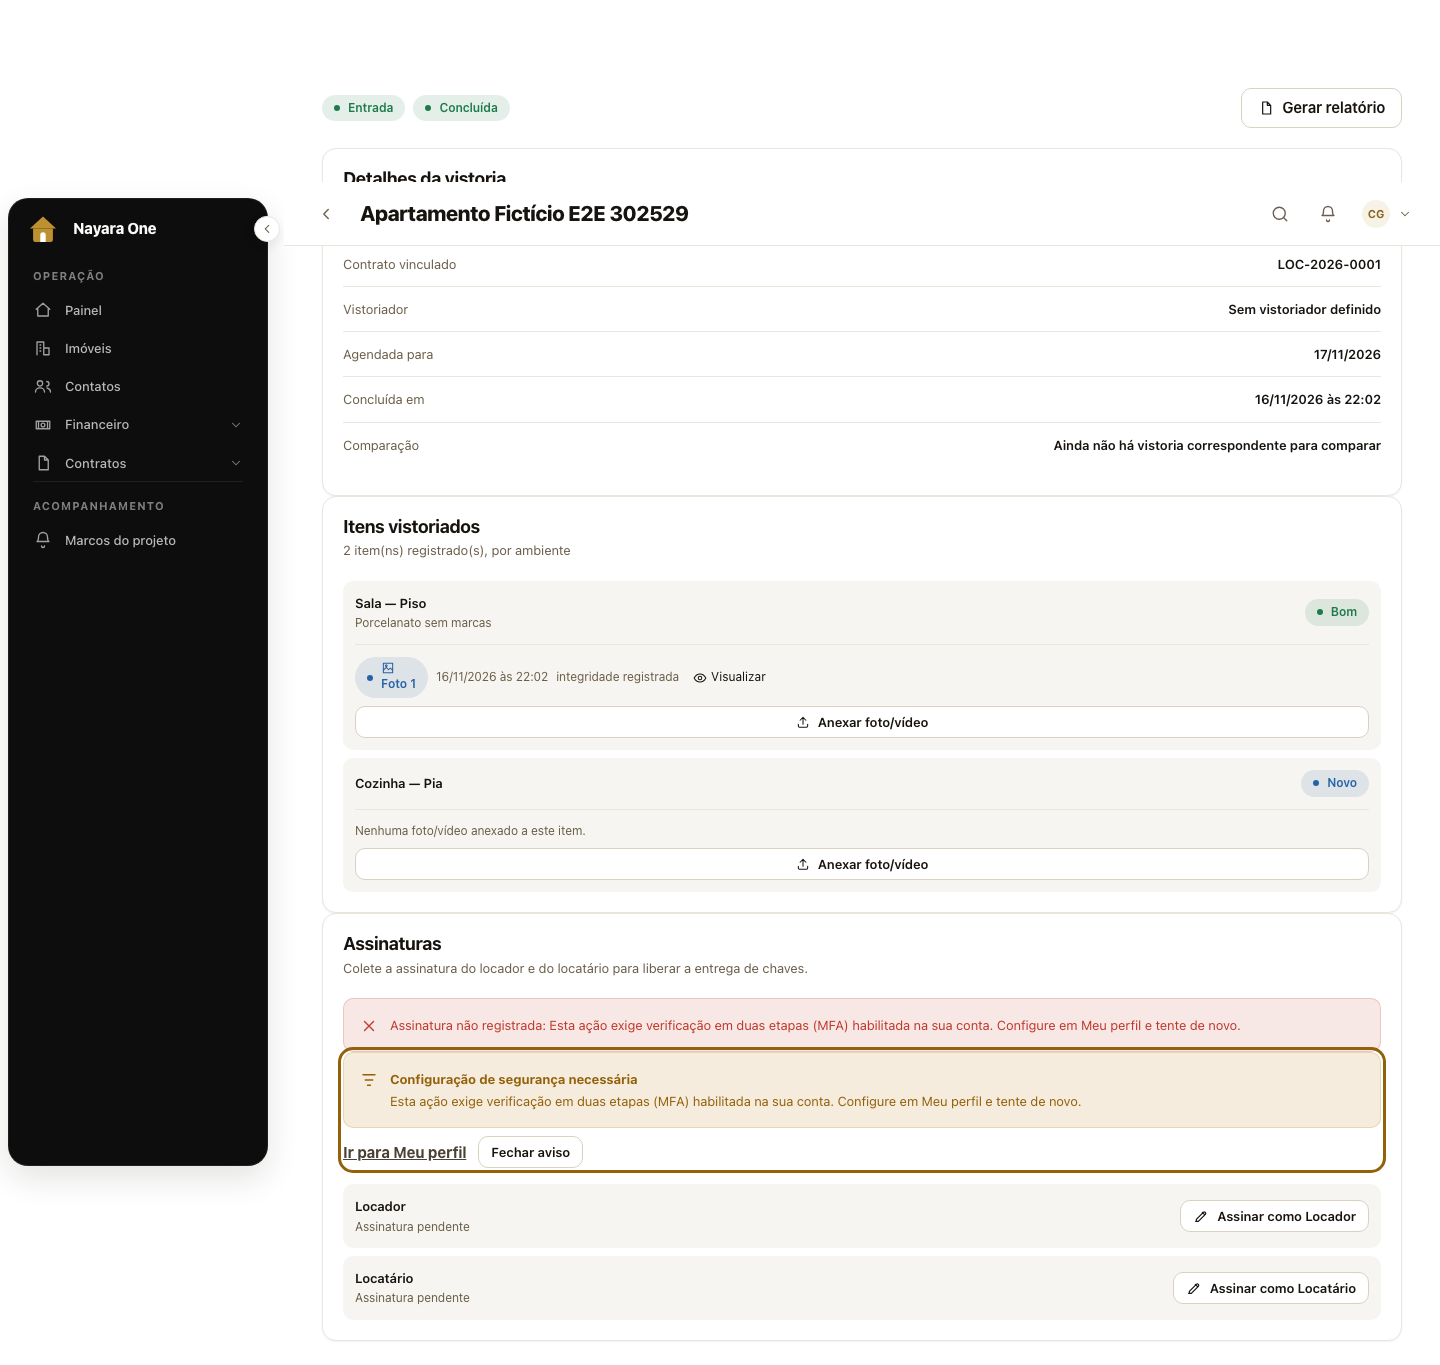 Entrada
Concluída
Gerar relatório
Detalhes da vistoria
Nayara One
OPERAÇÃO
Painel
Imóveis
Contatos
Financeiro
Contratos
ACOMPANHAMENTO
Marcos do projeto
Apartamento Fictício E2E 302529
CG
Contrato vinculado
LOC-2026-0001
Vistoriador
Sem vistoriador definido
Agendada para
17/11/2026
Concluída em
16/11/2026 às 22:02
Comparação
Ainda não há vistoria correspondente para comparar
Itens vistoriados
2 item(ns) registrado(s), por ambiente
Sala — Piso
Porcelanato sem marcas
Bom
Foto 1
16/11/2026 às 22:02
integridade registrada
Visualizar
Anexar foto/vídeo
Cozinha — Pia
Novo
Nenhuma foto/vídeo anexado a este item.
Anexar foto/vídeo
Assinaturas
Colete a assinatura do locador e do locatário para liberar a entrega de chaves.
Assinatura não registrada: Esta ação exige verificação em duas etapas (MFA) habilitada na sua conta. Configure em Meu perfil e tente de novo.
Configuração de segurança necessária
Esta ação exige verificação em duas etapas (MFA) habilitada na sua conta. Configure em Meu perfil e tente de novo.
Ir para Meu perfil
Fechar aviso
Locador
Assinatura pendente
Assinar como Locador
Locatário
Assinatura pendente
Assinar como Locatário